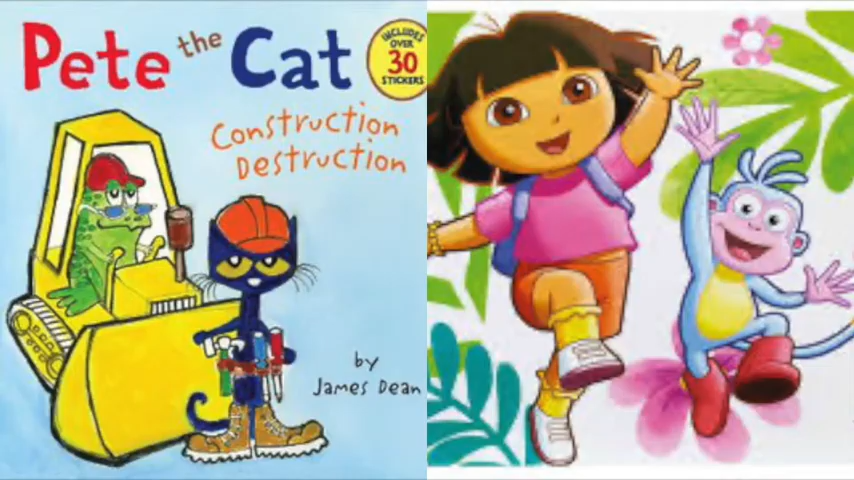 Pete the Cat
INCLUDES
OVER
30
STICKERS
Construction
Destruction
by
James Dean